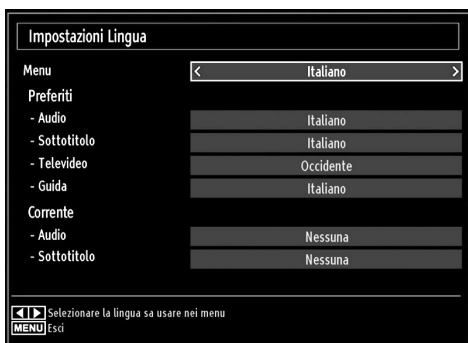 Impostazioni Lingua
Menu < Italiano >
Preferiti
- Audio Italiano
- Sottotitolo Italiano
- Televideo Occidente
- Guida Italiano
Corrente
- Audio Nessuna
- Sottotitolo Nessuna
Selezionare la lingua sa usare nei menu
MENU Esci